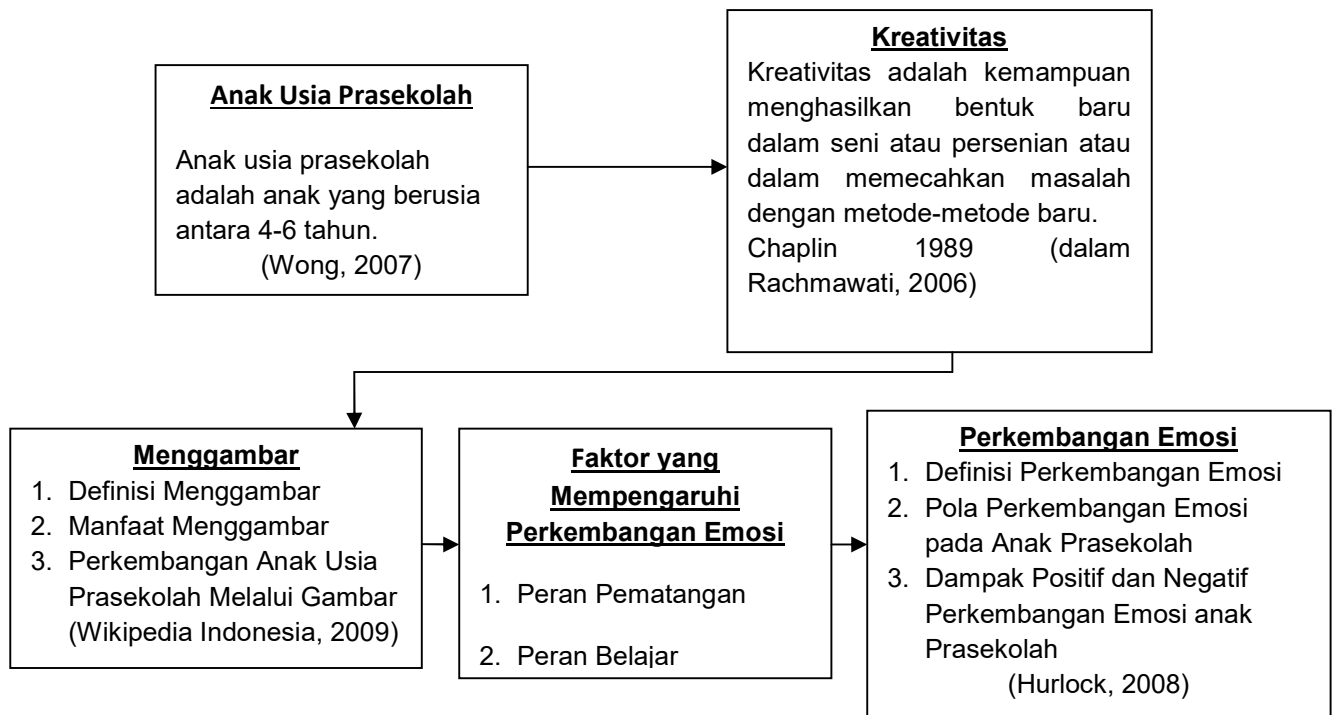 Anak Usia Prasekolah
Anak usia prasekolah
adalah anak yang berusia
antara 4-6 tahun.
(Wong, 2007)
Kreativitas
Kreativitas adalah kemampuan
menghasilkan bentuk baru
dalam seni atau persenian atau
dalam memecahkan masalah
dengan metode-metode baru.
Chaplin 1989 (dalam
Rachmawati, 2006)
Menggambar
1. Definisi Menggambar
2. Manfaat Menggambar
3. Perkembangan Anak Usia
Prasekolah Melalui Gambar
(Wikipedia Indonesia, 2009)
Faktor yang
Mempengaruhi
Perkembangan Emosi
1. Peran Pematangan
2. Peran Belajar
Perkembangan Emosi
1. Definisi Perkembangan Emosi
2. Pola Perkembangan Emosi
pada Anak Prasekolah
3. Dampak Positif dan Negatif
Perkembangan Emosi anak
Prasekolah
(Hurlock, 2008)